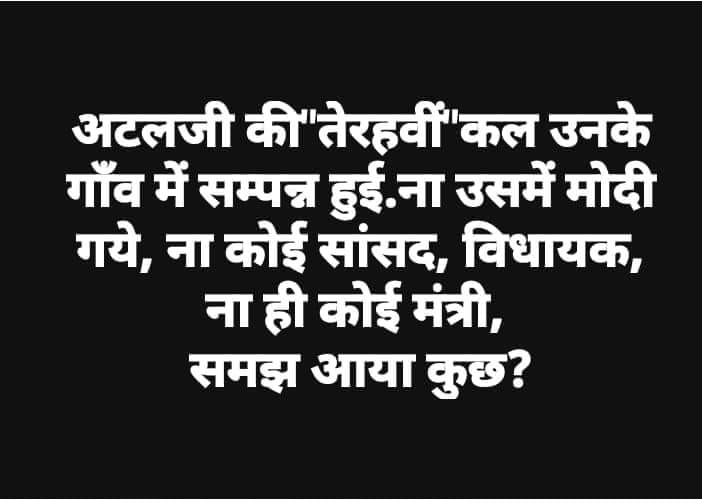 अटलजी की"तेरहवीं"कल उनके
गाँव में सम्पन्न हुई.ना उसमें मोदी
गये, ना कोई सांसद, विधायक,
ना ही कोई मंत्री,
समझ आया कुछ?